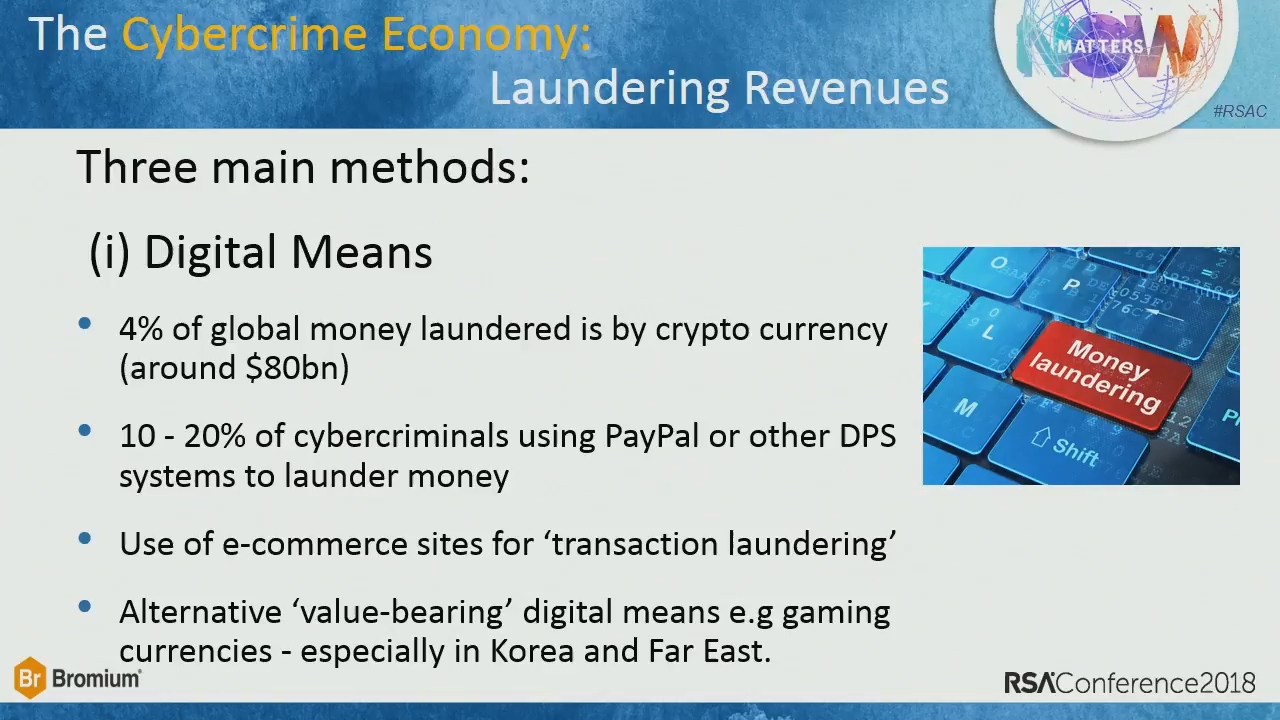 The Cybercrime Economy:
Laundering Revenues
NOW
MATTERS
#RSAC
Three main methods:
(i) Digital Means
• 4% of global money laundered is by crypto currency
(around $80bn)
• 10 - 20% of cybercriminals using PayPal or other DPS
systems to launder money
• Use of e-commerce sites for ‘transaction laundering’
• Alternative ‘value-bearing’ digital means e.g gaming
currencies - especially in Korea and Far East.
O
P
L
Money
laundering
M
Shift
Br Bromium
RSAConference2018